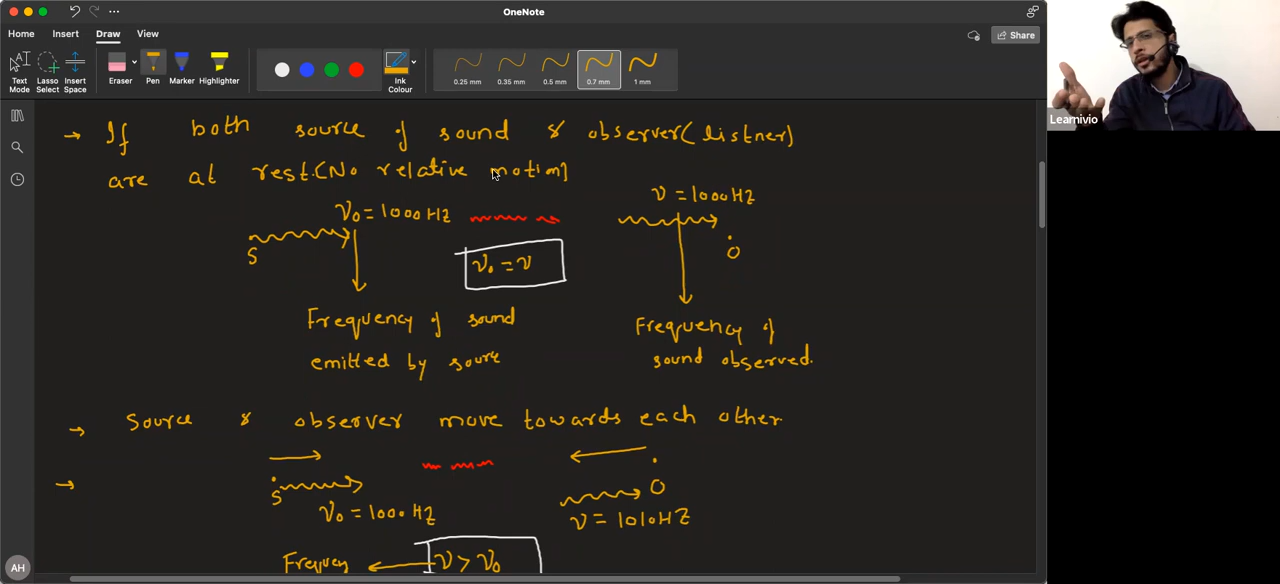 OneNote
Home Insert Draw View
Share
Text Mode
Lasso Select
Insert Space
Eraser
Pen
Marker
Highlighter
Ink Colour
0.25 mm
0.35 mm
0.5 mm
0.7 mm
1 mm
Learnivio
→ If both source of sound & observer(listner)
are at rest.(No relative motion]
ν₀ = 1000 HZ
ν = 1000 HZ
S
ν₀ = ν
O
Frequency of sound
emitted by source
Frequency of
sound observed.
→ Source & observer move towards each other
→
S
O
ν₀ = 1000 HZ
ν = 1010 HZ
Frequency ← ν > ν₀
AH